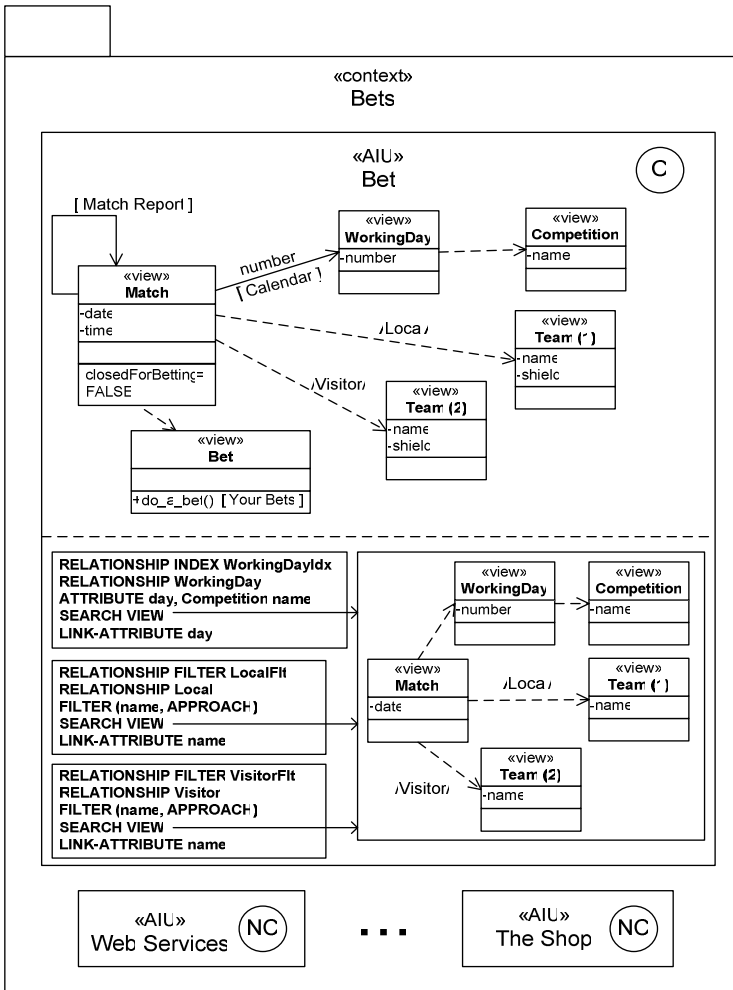 «context»
Bets
«AIU»
Bet
C
[ Match Report ]
«view»
WorkingDay
-number
«view»
Competition
-name
number
[ Calendar ]
«view»
Match
-date
-time
closedForBetting=
FALSE
/Local/
«view»
Team (1)
-name
-shield
/Visitor/
«view»
Team (2)
-name
-shield
«view»
Bet
+do_a_bet() [ Your Bets ]
RELATIONSHIP INDEX WorkingDayIdx
RELATIONSHIP WorkingDay
ATTRIBUTE day, Competition name
SEARCH VIEW
LINK-ATTRIBUTE day
RELATIONSHIP FILTER LocalFlt
RELATIONSHIP Local
FILTER (name, APPROACH)
SEARCH VIEW
LINK-ATTRIBUTE name
RELATIONSHIP FILTER VisitorFlt
RELATIONSHIP Visitor
FILTER (name, APPROACH)
SEARCH VIEW
LINK-ATTRIBUTE name
«view»
WorkingDay
-number
«view»
Competition
-name
«view»
Match
-date
/Local/
«view»
Team (1)
-name
/Visitor/
«view»
Team (2)
-name
«AIU»
Web Services
NC
...
«AIU»
The Shop
NC